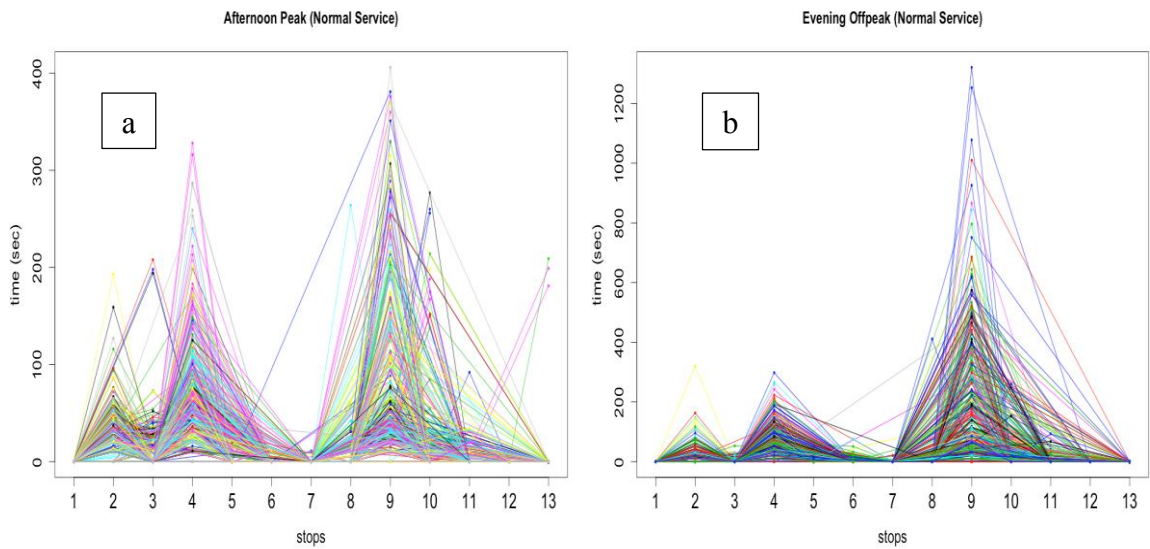 Afternoon Peak (Normal Service)
a
time (sec)
400
300
200
100
0
1 2 3 4 5 6 7 8 9 10 11 12 13
stops
Evening Offpeak (Normal Service)
b
time (sec)
1200
1000
800
600
400
200
0
1 2 3 4 5 6 7 8 9 10 11 12 13
stops